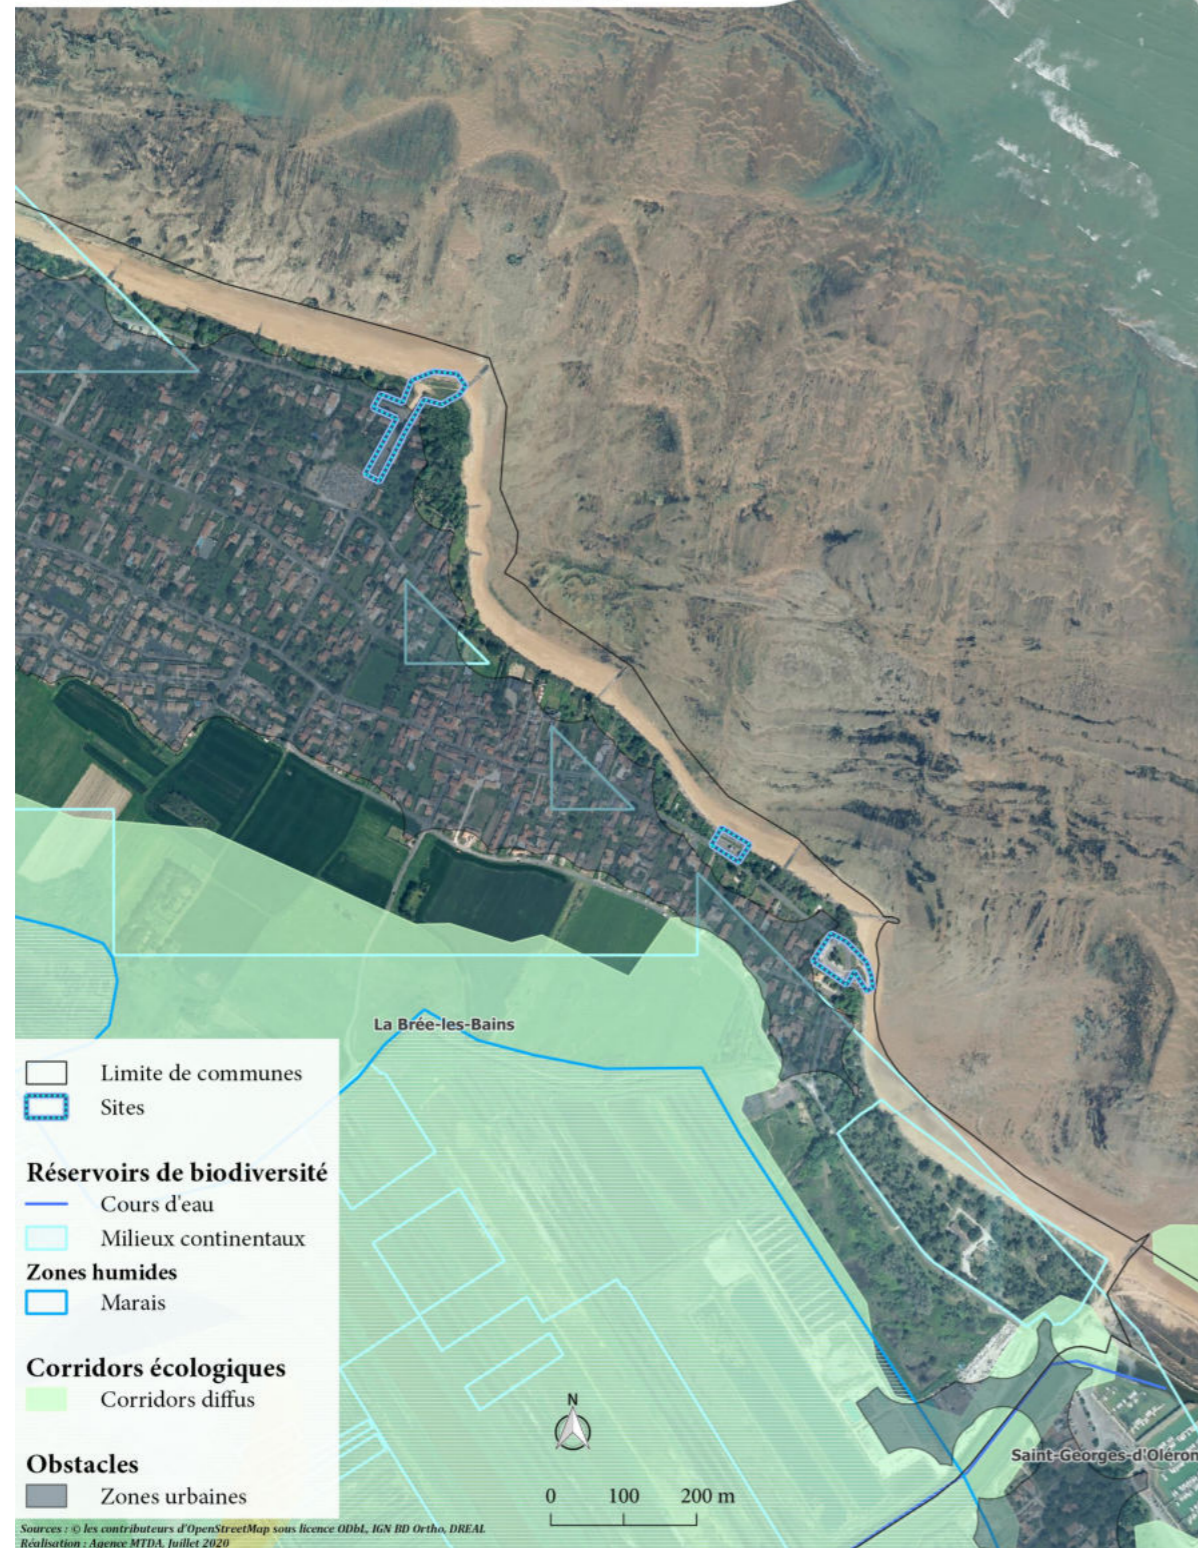 La Brée-les-Bains
Limite de communes
Sites
Réservoirs de biodiversité
Cours d'eau
Milieux continentaux
Zones humides
Marais
Corridors écologiques
Corridors diffus
Obstacles
Zones urbaines
N
0 100 200 m
Saint-Georges-d'Oléron
Sources : © les contributeurs d'OpenStreetMap sous licence ODbL, IGN BD Ortho, DREAL
Réalisation : Agence MTDA, Juillet 2020